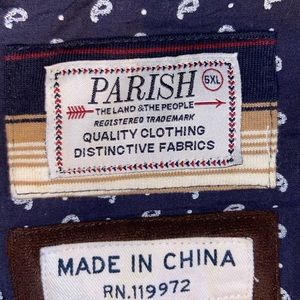 PARISH
6XL
THE LAND & THE PEOPLE
REGISTERED TRADEMARK
QUALITY CLOTHING
DISTINCTIVE FABRICS
MADE IN CHINA
RN.119972